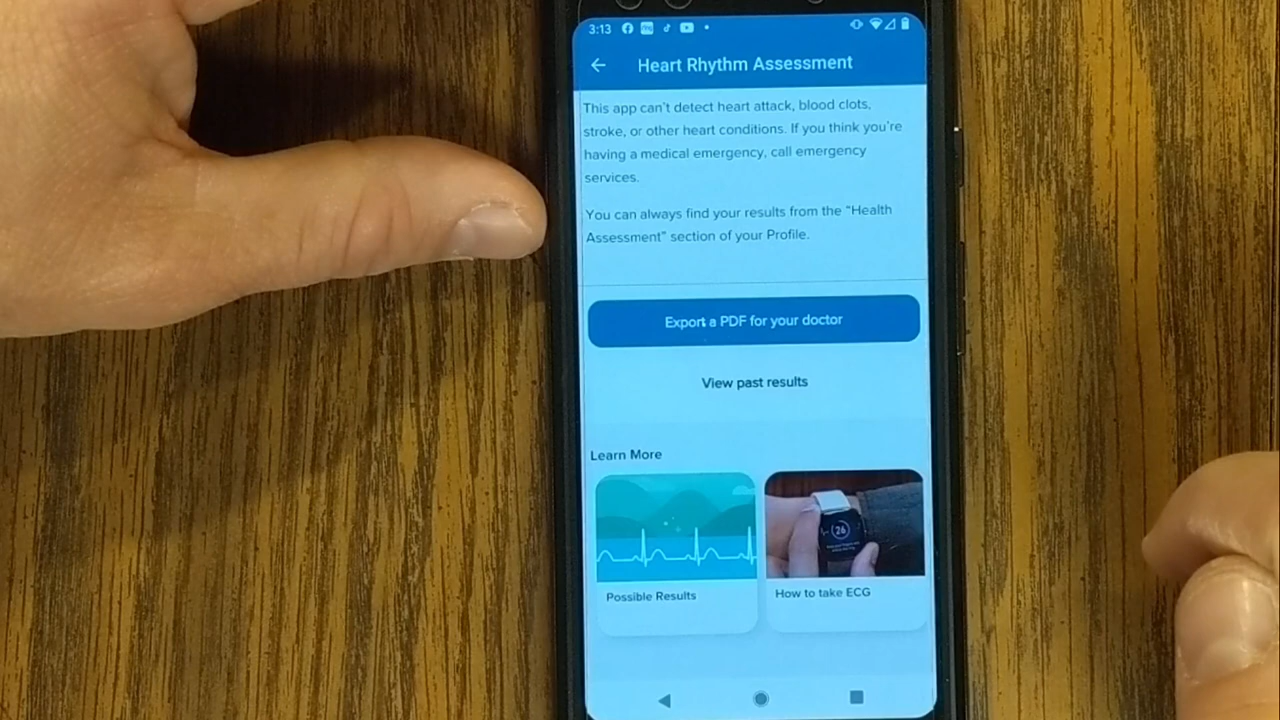 3:13
Heart Rhythm Assessment
This app can't detect heart attack, blood clots,
stroke, or other heart conditions. If you think you're
having a medical emergency, call emergency
services.
You can always find your results from the “Health
Assessment” section of your Profile.
Export a PDF for your doctor
View past results
Learn More
26
Possible Results
How to take ECG